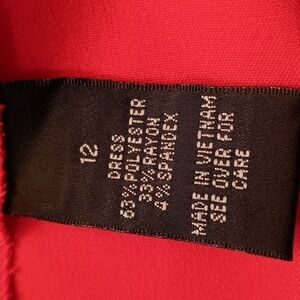 12
DRESS
63% POLYESTER
33% RAYON
4% SPANDEX
MADE IN VIETNAM
SEE OVER FOR
CARE